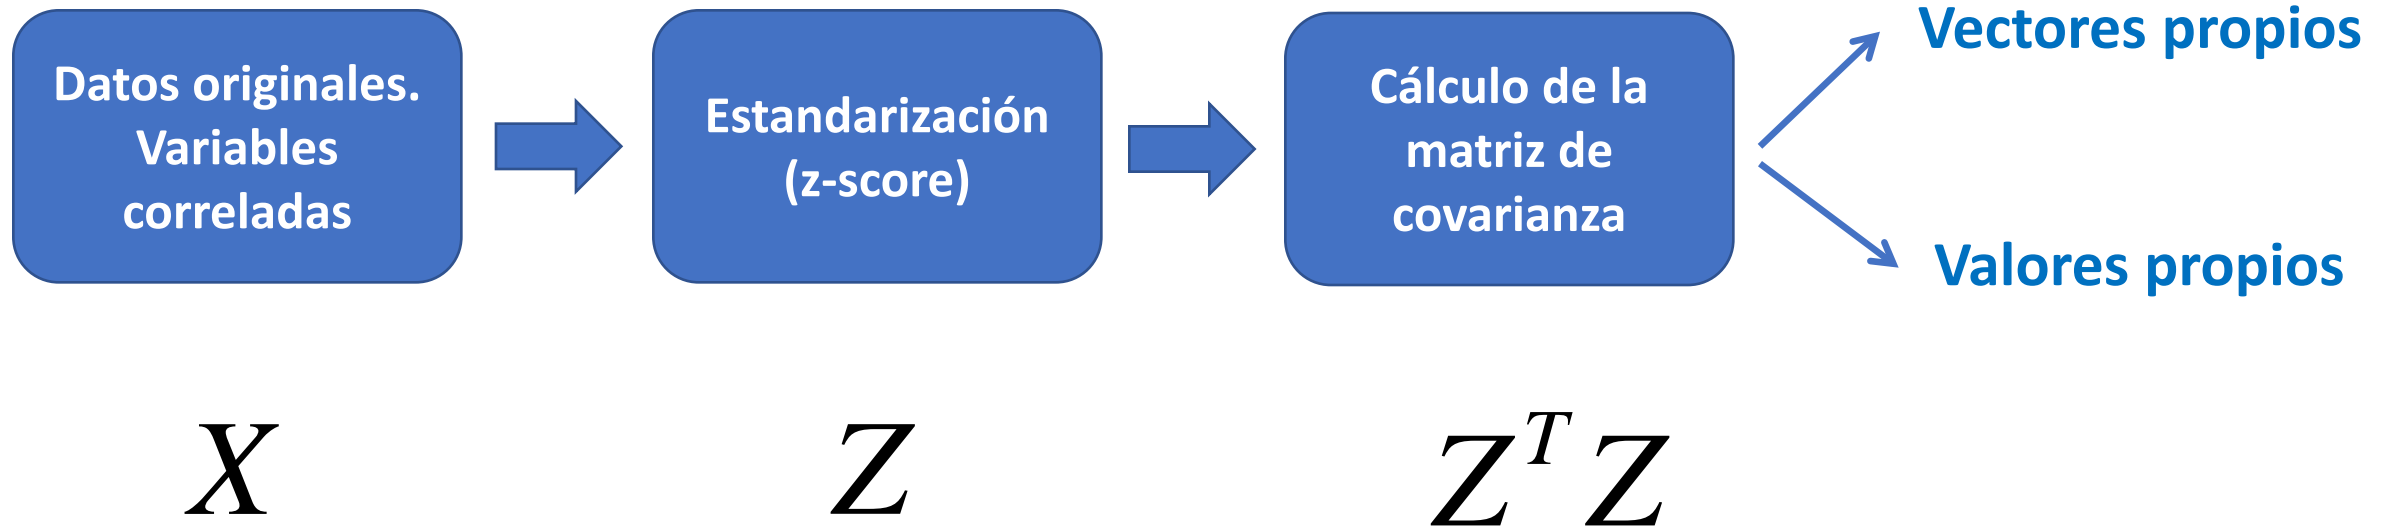 Datos originales.
Variables
correladas
Estandarización
(z-score)
Cálculo de la
matriz de
covarianza
Vectores propios
Valores propios
X
Z
Z^T Z